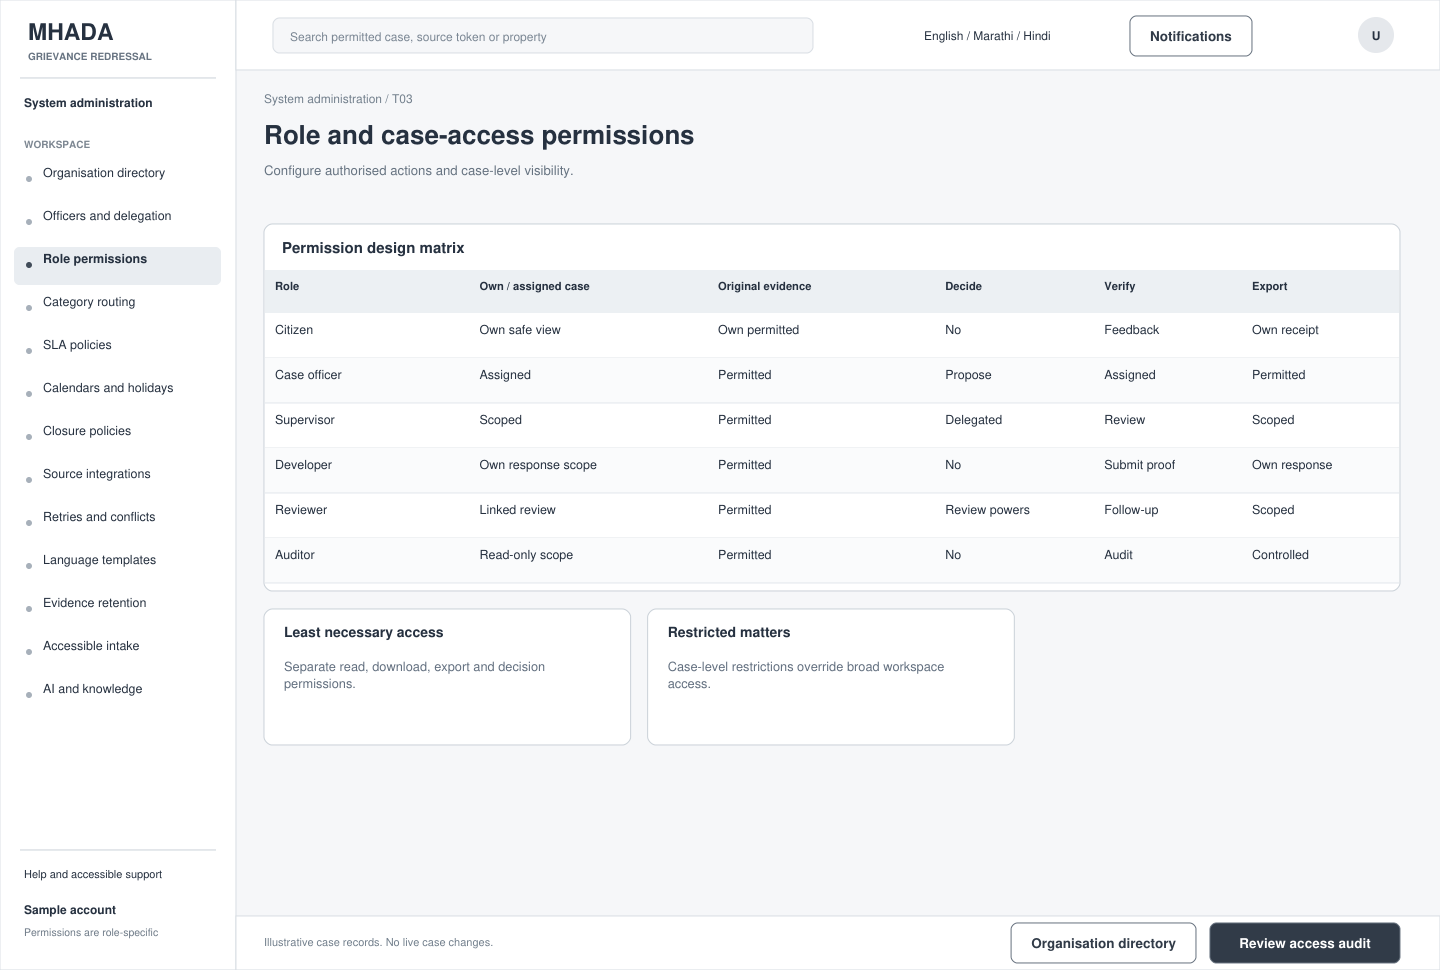 MHADA
GRIEVANCE REDRESSAL
System administration
WORKSPACE
Organisation directory
Officers and delegation
Role permissions
Category routing
SLA policies
Calendars and holidays
Closure policies
Source integrations
Retries and conflicts
Language templates
Evidence retention
Accessible intake
AI and knowledge
Help and accessible support
Sample account
Permissions are role-specific
Search permitted case, source token or property
English / Marathi / Hindi
Notifications
U
System administration / T03
Role and case-access permissions
Configure authorised actions and case-level visibility.
Permission design matrix
Role Own / assigned case Original evidence Decide Verify Export
Citizen Own safe view Own permitted No Feedback Own receipt
Case officer Assigned Permitted Propose Assigned Permitted
Supervisor Scoped Permitted Delegated Review Scoped
Developer Own response scope Permitted No Submit proof Own response
Reviewer Linked review Permitted Review powers Follow-up Scoped
Auditor Read-only scope Permitted No Audit Controlled
Least necessary access
Separate read, download, export and decision
permissions.
Restricted matters
Case-level restrictions override broad workspace
access.
Illustrative case records. No live case changes.
Organisation directory
Review access audit